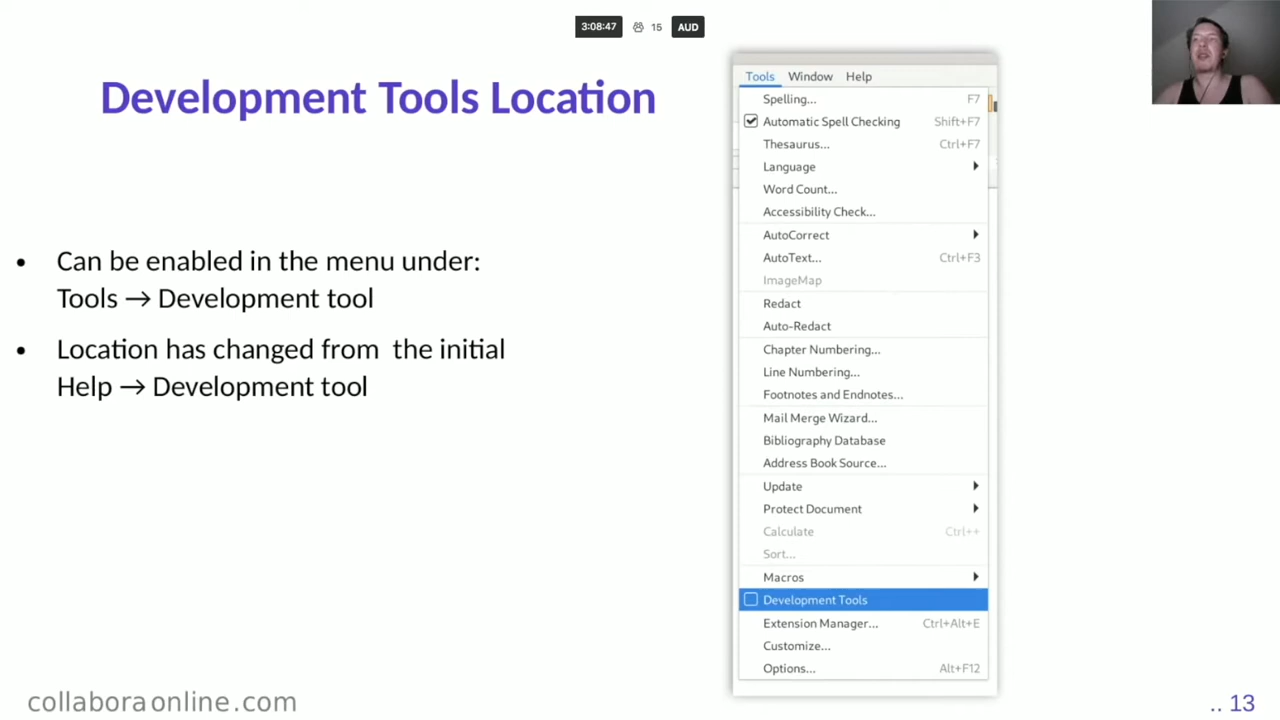 3:08:47 15 AUD
Development Tools Location
• Can be enabled in the menu under:
Tools → Development tool
• Location has changed from the initial
Help → Development tool
Tools Window Help
Spelling... F7
Automatic Spell Checking Shift+F7
Thesaurus... Ctrl+F7
Language
Word Count...
Accessibility Check...
AutoCorrect
AutoText... Ctrl+F3
ImageMap
Redact
Auto-Redact
Chapter Numbering...
Line Numbering...
Footnotes and Endnotes...
Mail Merge Wizard...
Bibliography Database
Address Book Source...
Update
Protect Document
Calculate Ctrl++
Sort...
Macros
Development Tools
Extension Manager... Ctrl+Alt+E
Customize...
Options... Alt+F12
collaboraonline.com
.. 13